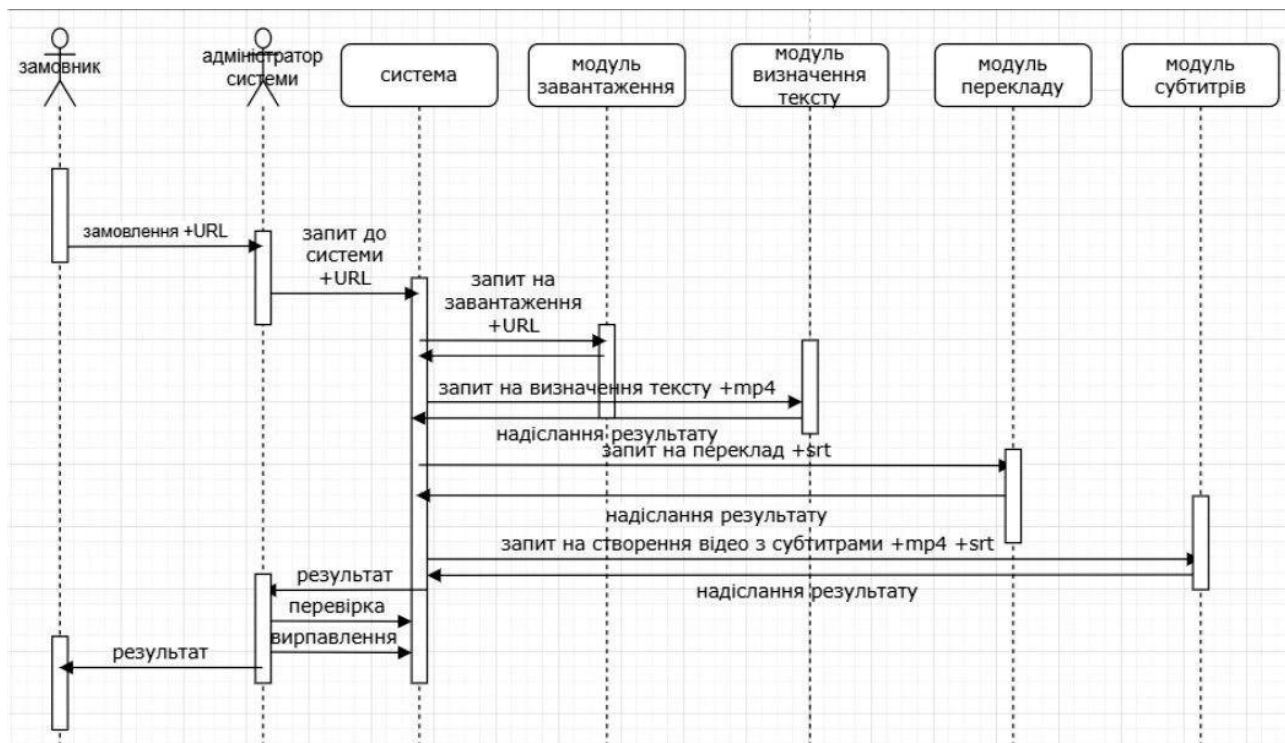 замовник
адміністратор
системи
система
модуль
завантаження
модуль
визначення
тексту
модуль
перекладу
модуль
субтитрів
замовлення +URL
запит до
системи
+URL
запит на
завантаження
+URL
запит на визначення тексту +mp4
надіслання результату
запит на переклад +srt
надіслання результату
запит на створення відео з субтитрами +mp4 +srt
надіслання результату
результат
перевірка
вирпавлення
результат